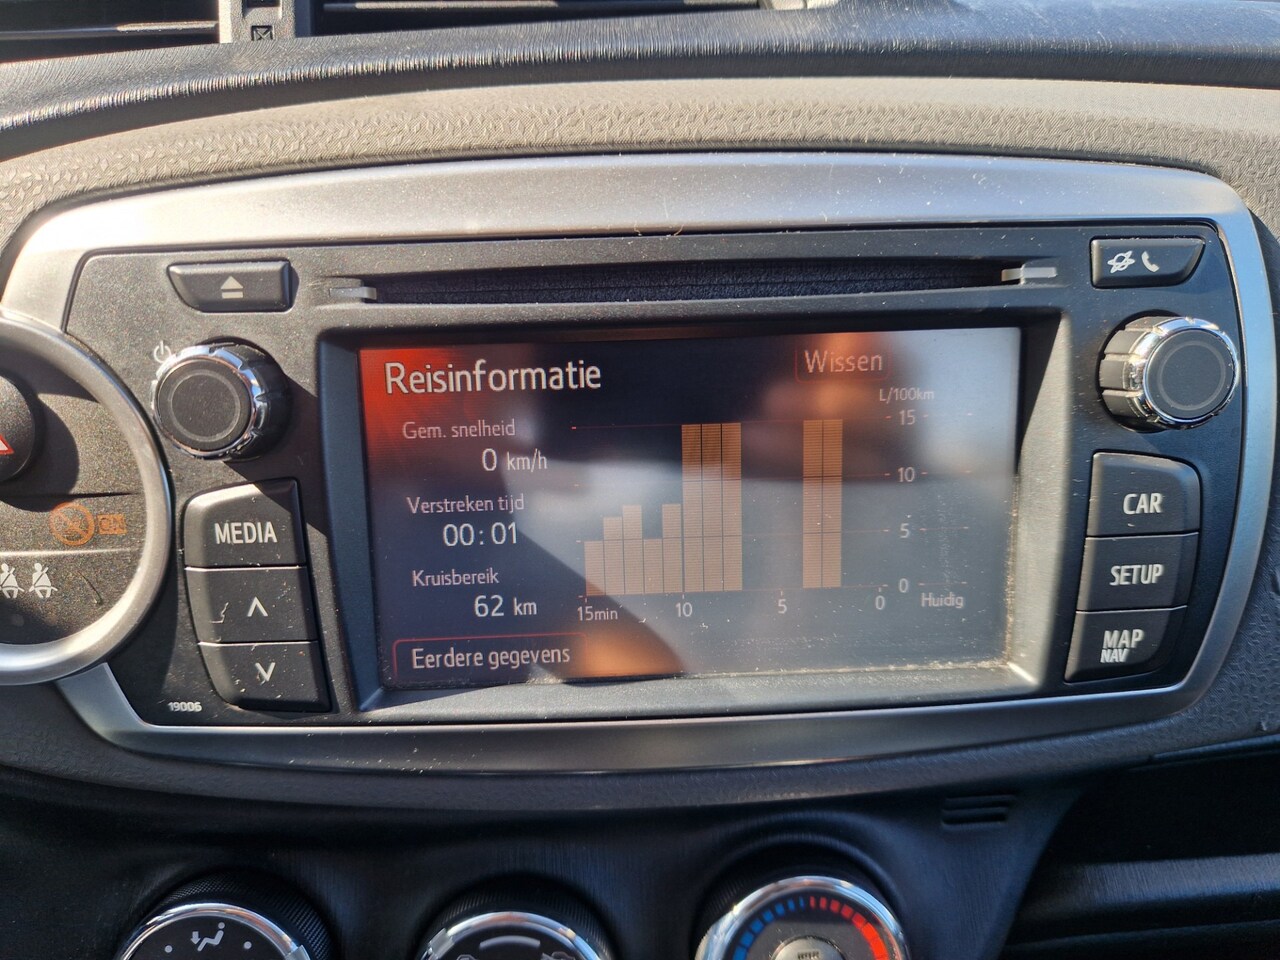 Reisinformatie
Wissen
L/100km
Gem. snelheid
0 km/h
Verstreken tijd
00:01
Kruisbereik
62 km
15
10
5
0
15min
10
5
0
Huidig
Eerdere gegevens
MEDIA
19006
CAR
SETUP
MAP
NAV